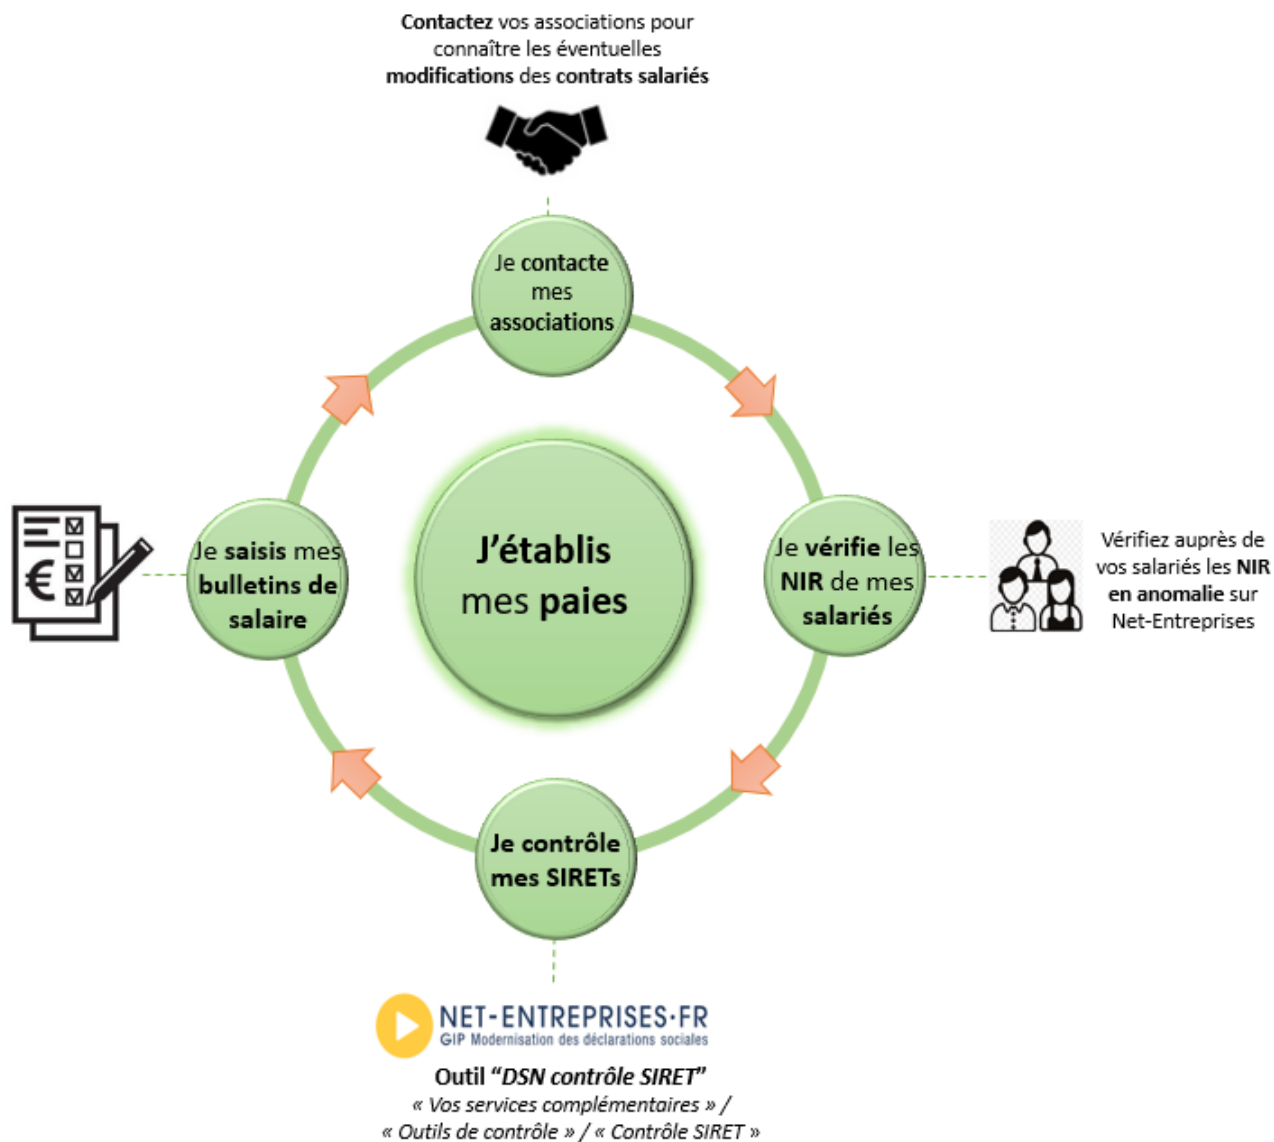 Contactez vos associations pour
connaître les éventuelles
modifications des contrats salariés
Je contacte
mes
associations
J'établis
mes paies
Je vérifie les
NIR de mes
salariés
Vérifiez auprès de
vos salariés les NIR
en anomalie sur
Net-Entreprises
Je contrôle
mes SIRETs
NET-ENTREPRISES·FR
GIP Modernisation des déclarations sociales
Outil “DSN contrôle SIRET”
« Vos services complémentaires » /
« Outils de contrôle » / « Contrôle SIRET »
Je saisis mes
bulletins de
salaire
€